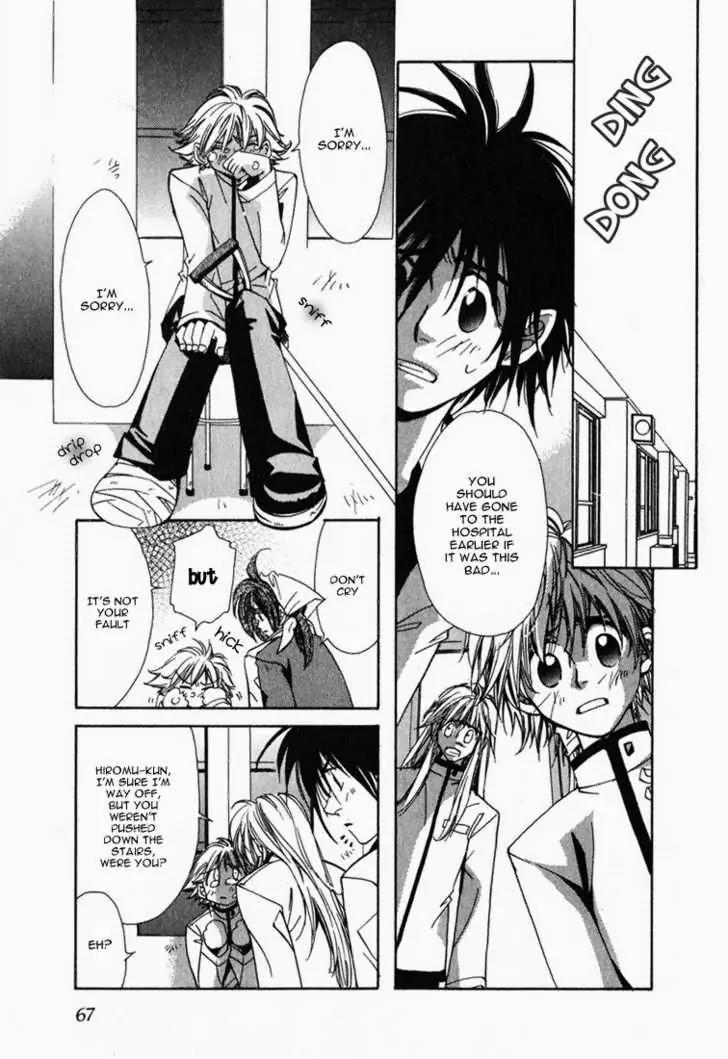 DING
DONG
YOU
SHOULD
HAVE GONE
TO THE
HOSPITAL
EARLIER IF
IT WAS THIS
BAD...
I'M
SORRY...
I'M
SORRY...
sniff
drip
drop
DON'T
CRY
but
hick
sniff
IT'S NOT
YOUR
FAULT
HIROMU-KUN,
I'M SURE I'M
WAY OFF,
BUT YOU
WEREN'T
PUSHED
DOWN THE
STAIRS,
WERE YOU?
EH?
67